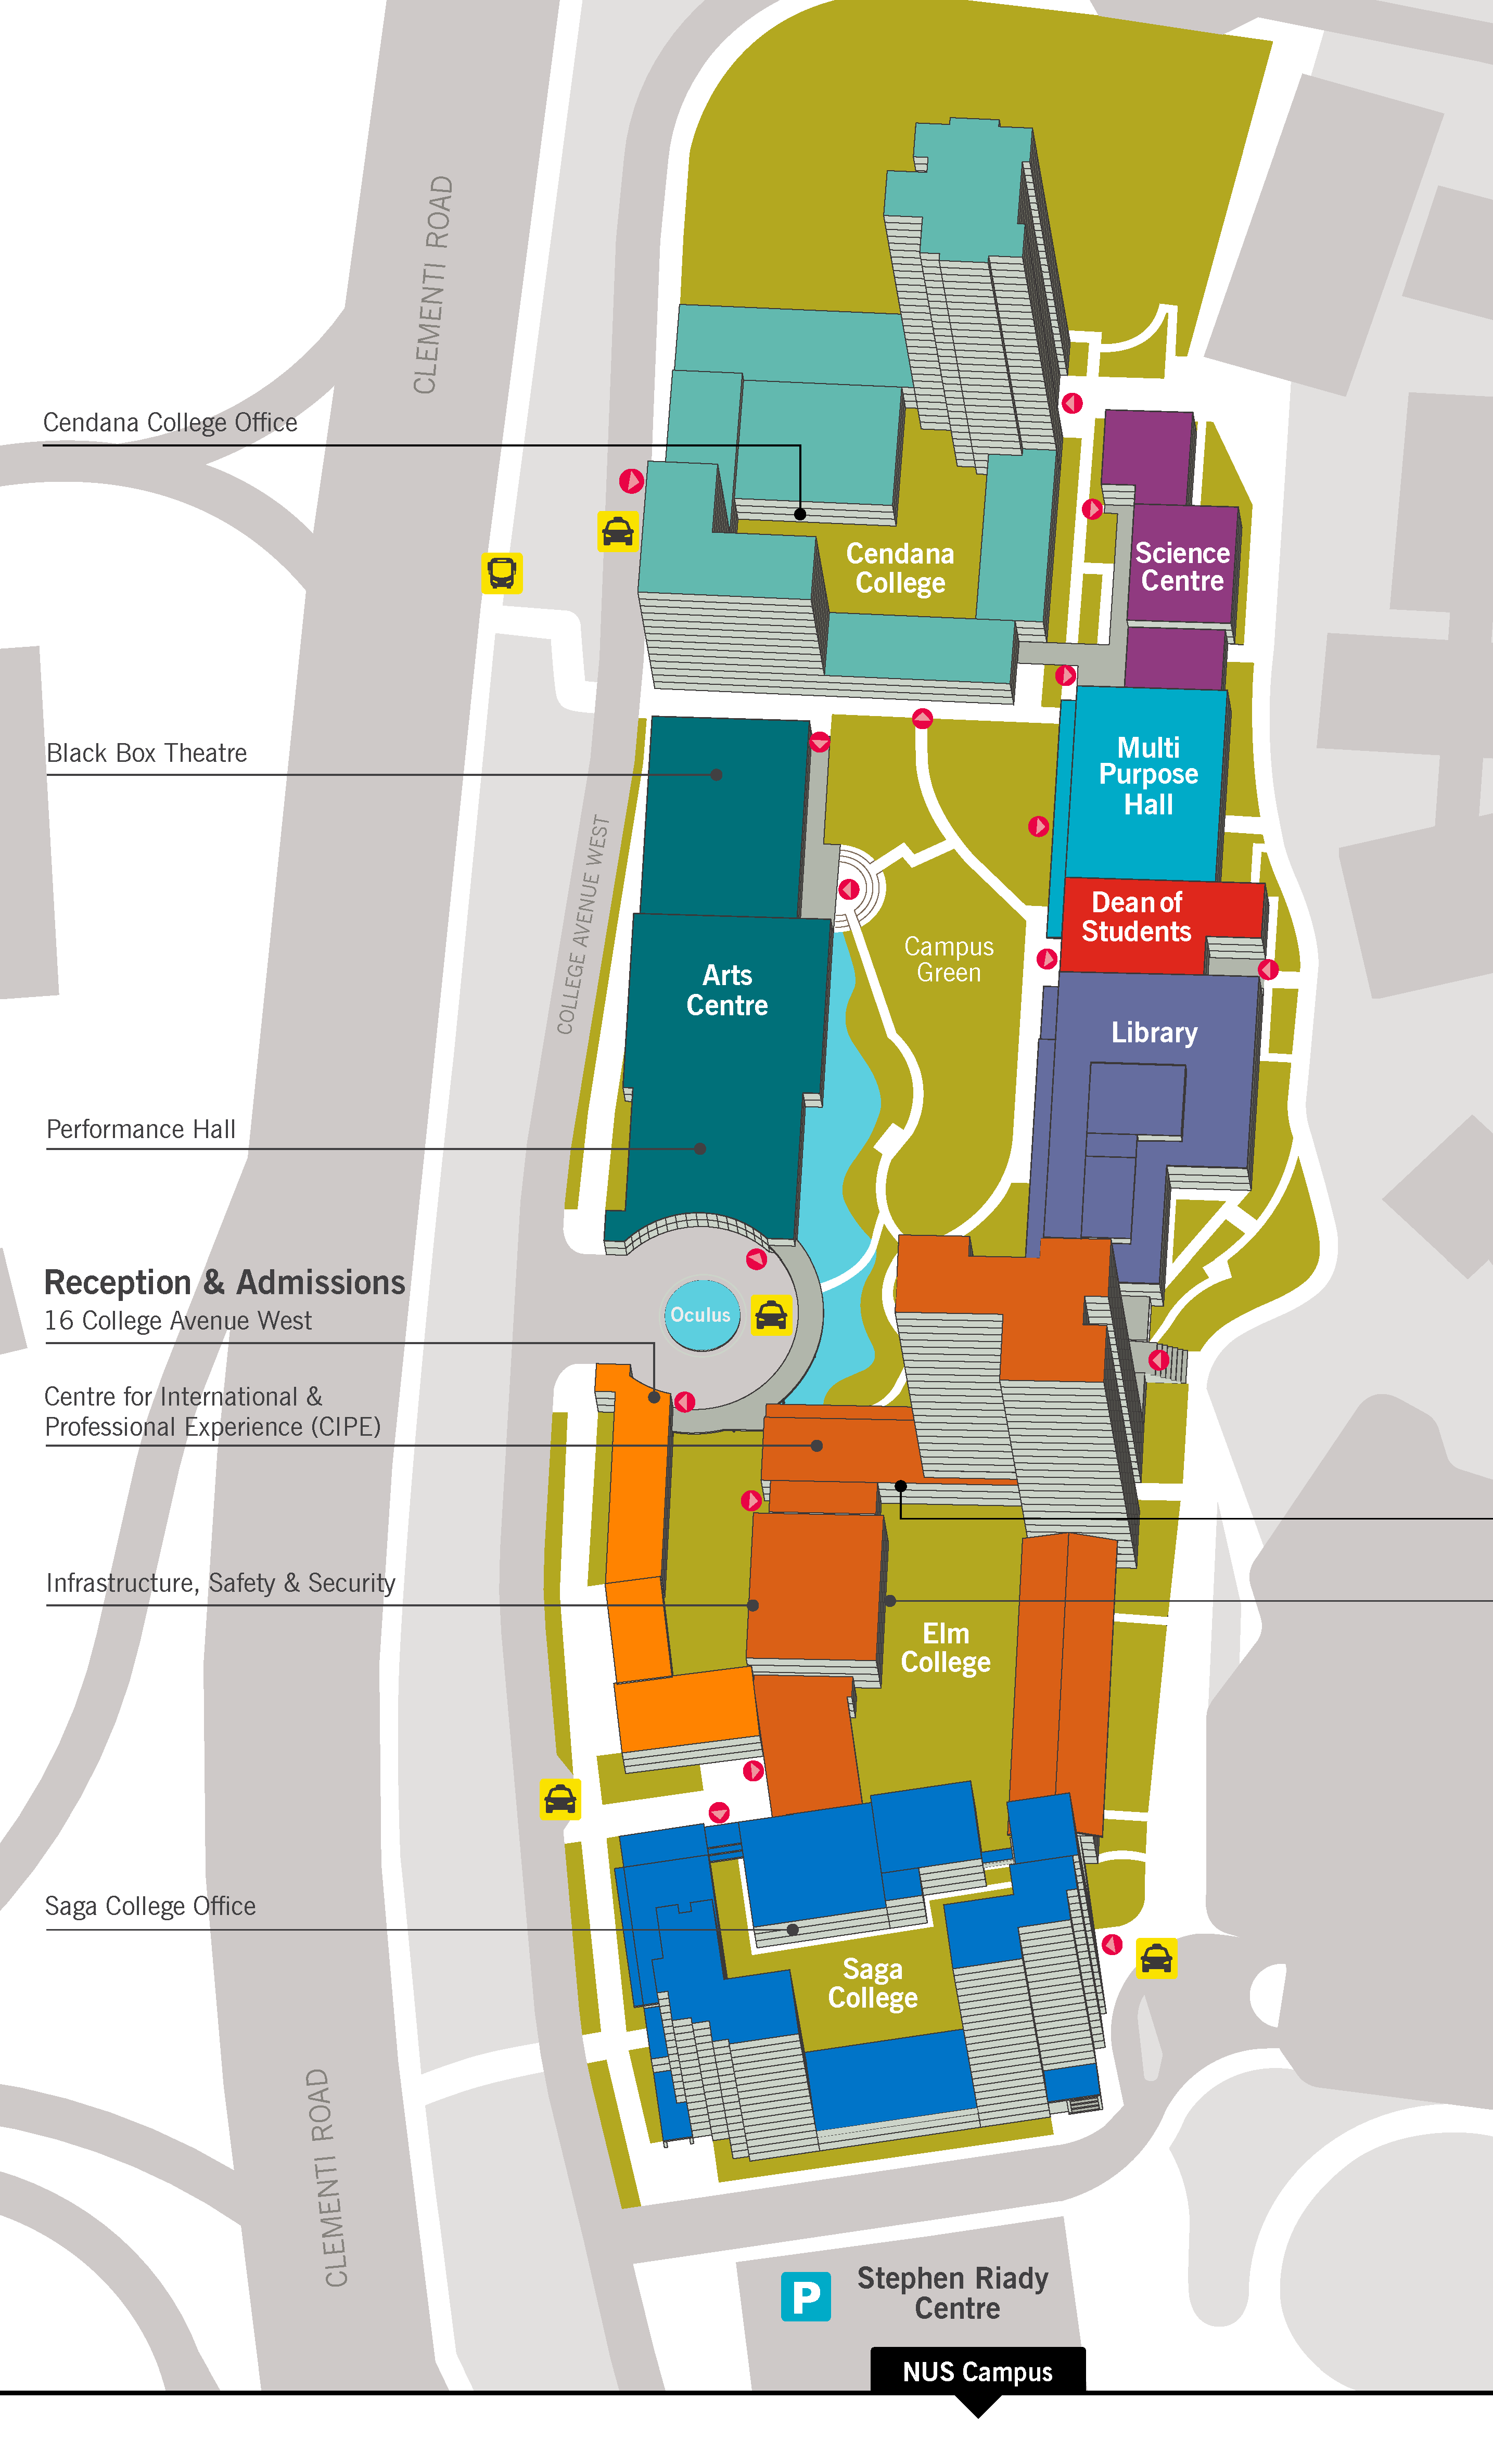 CLEMENTI ROAD
Cendana College Office
Cendana
College
Science
Centre
Black Box Theatre
Multi
Purpose
Hall
COLLEGE AVENUE WEST
Dean of
Students
Campus
Green
Arts
Centre
Library
Performance Hall
Reception & Admissions
16 College Avenue West
Oculus
Centre for International &
Professional Experience (CIPE)
Infrastructure, Safety & Security
Elm
College
Saga College Office
Saga
College
CLEMENTI ROAD
P
Stephen Riady
Centre
NUS Campus